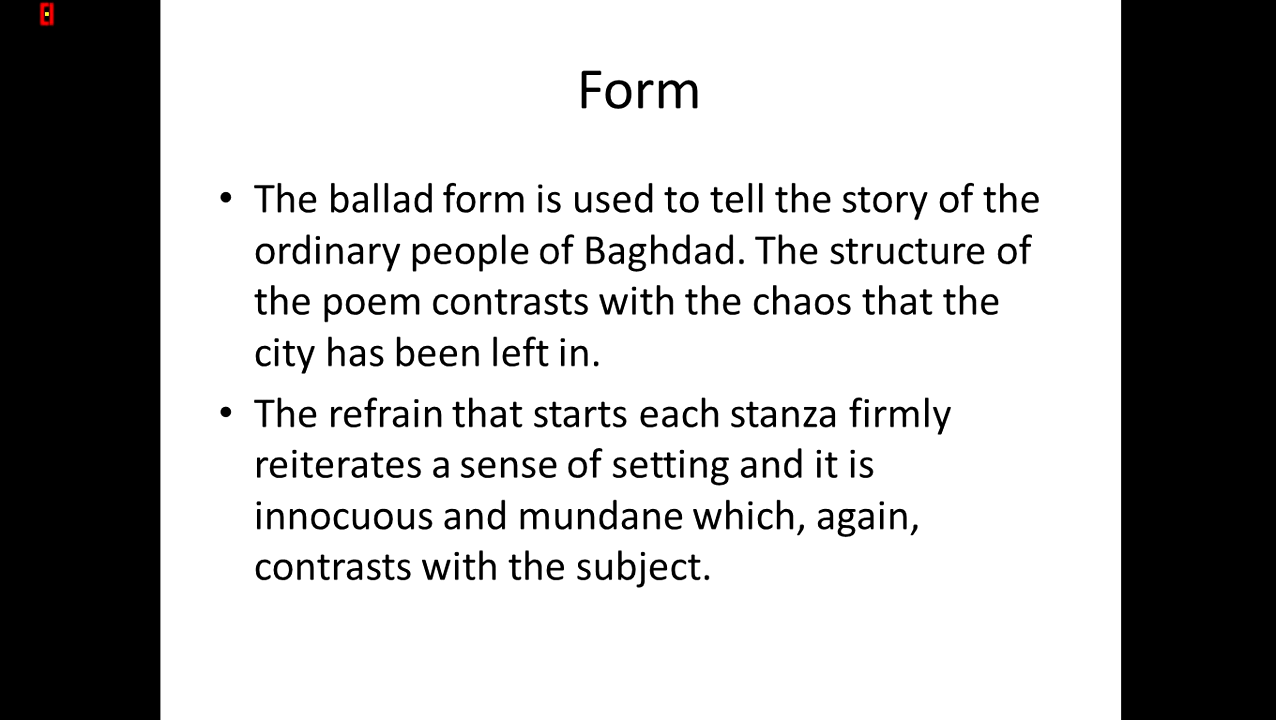 Form
• The ballad form is used to tell the story of the
ordinary people of Baghdad. The structure of
the poem contrasts with the chaos that the
city has been left in.
• The refrain that starts each stanza firmly
reiterates a sense of setting and it is
innocuous and mundane which, again,
contrasts with the subject.